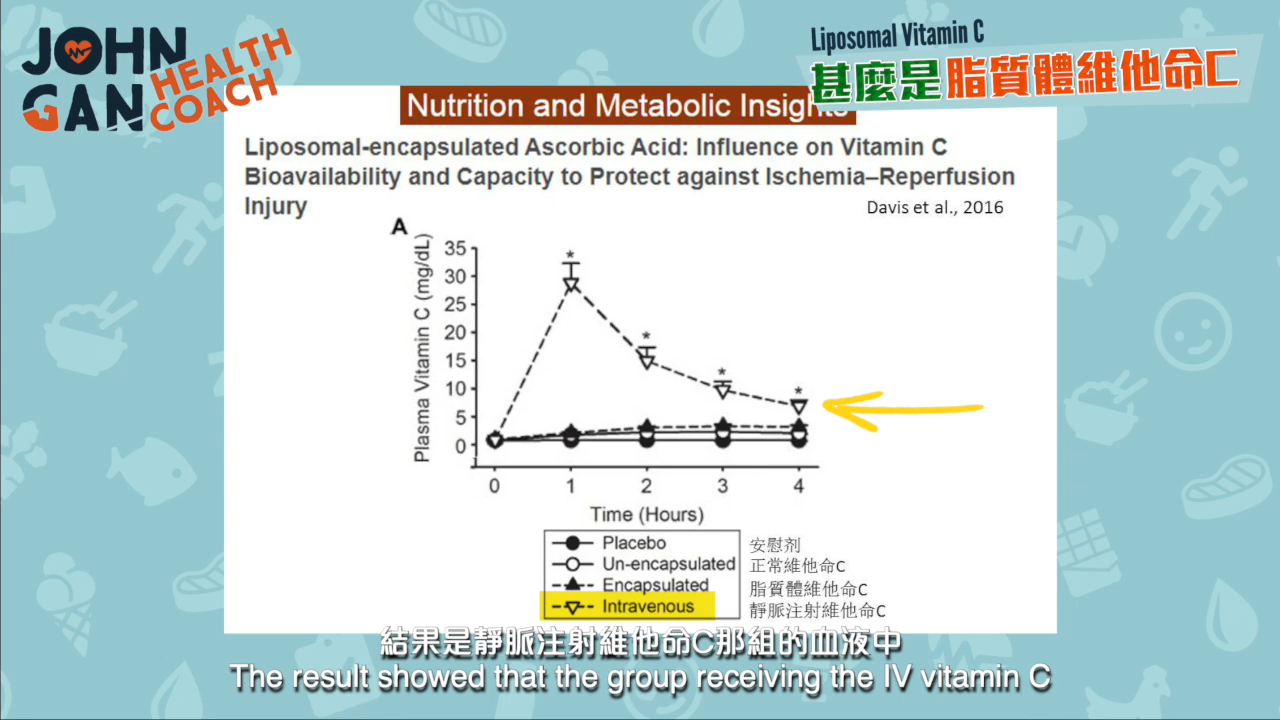 JOHN
GAN
HEALTH
COACH
Liposomal Vitamin C
甚麼是脂質體維他命C
Nutrition and Metabolic Insights
Liposomal-encapsulated Ascorbic Acid: Influence on Vitamin C
Bioavailability and Capacity to Protect against Ischemia–Reperfusion
Injury
Davis et al., 2016
A
Plasma Vitamin C (mg/dL)
35
30
25
20
15
10
5
0
*
*
*
*
0 1 2 3 4
Time (Hours)
Placebo 安慰剂
Un-encapsulated 正常維他命C
Encapsulated 脂質體維他命C
Intravenous 靜脈注射維他命C
結果是靜脈注射維他命C那組的血液中
The result showed that the group receiving the IV vitamin C